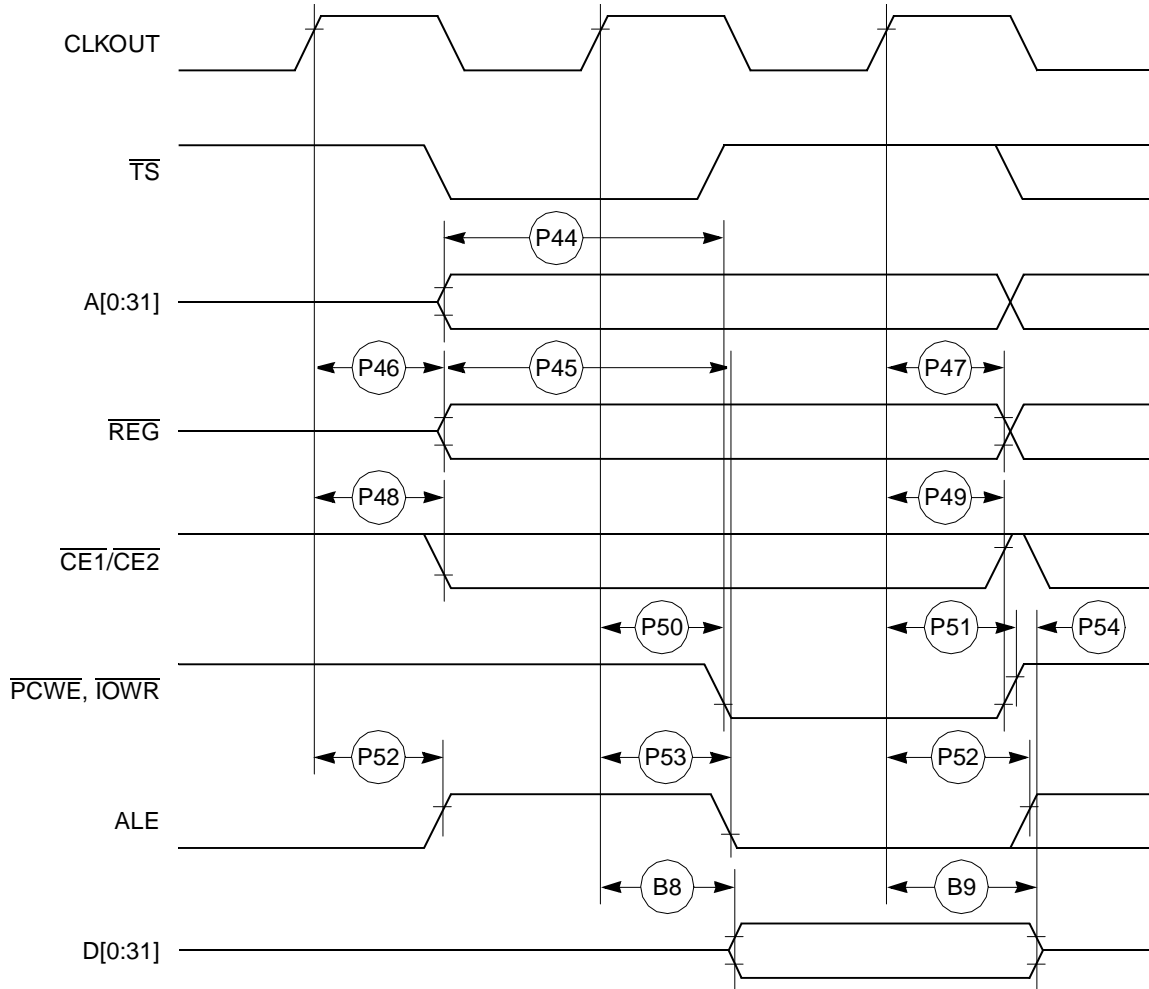 CLKOUT
TS
P44
A[0:31]
P46 P45 P47
REG
P48 P49
CE1/CE2
P50 P51 P54
PCWE, IOWR
P52 P53 P52
ALE
B8 B9
D[0:31]